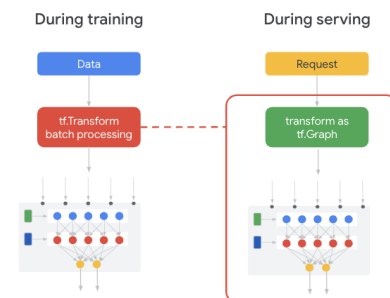 During training
During serving
Data
Request
tf.Transform
batch processing
transform as
tf.Graph